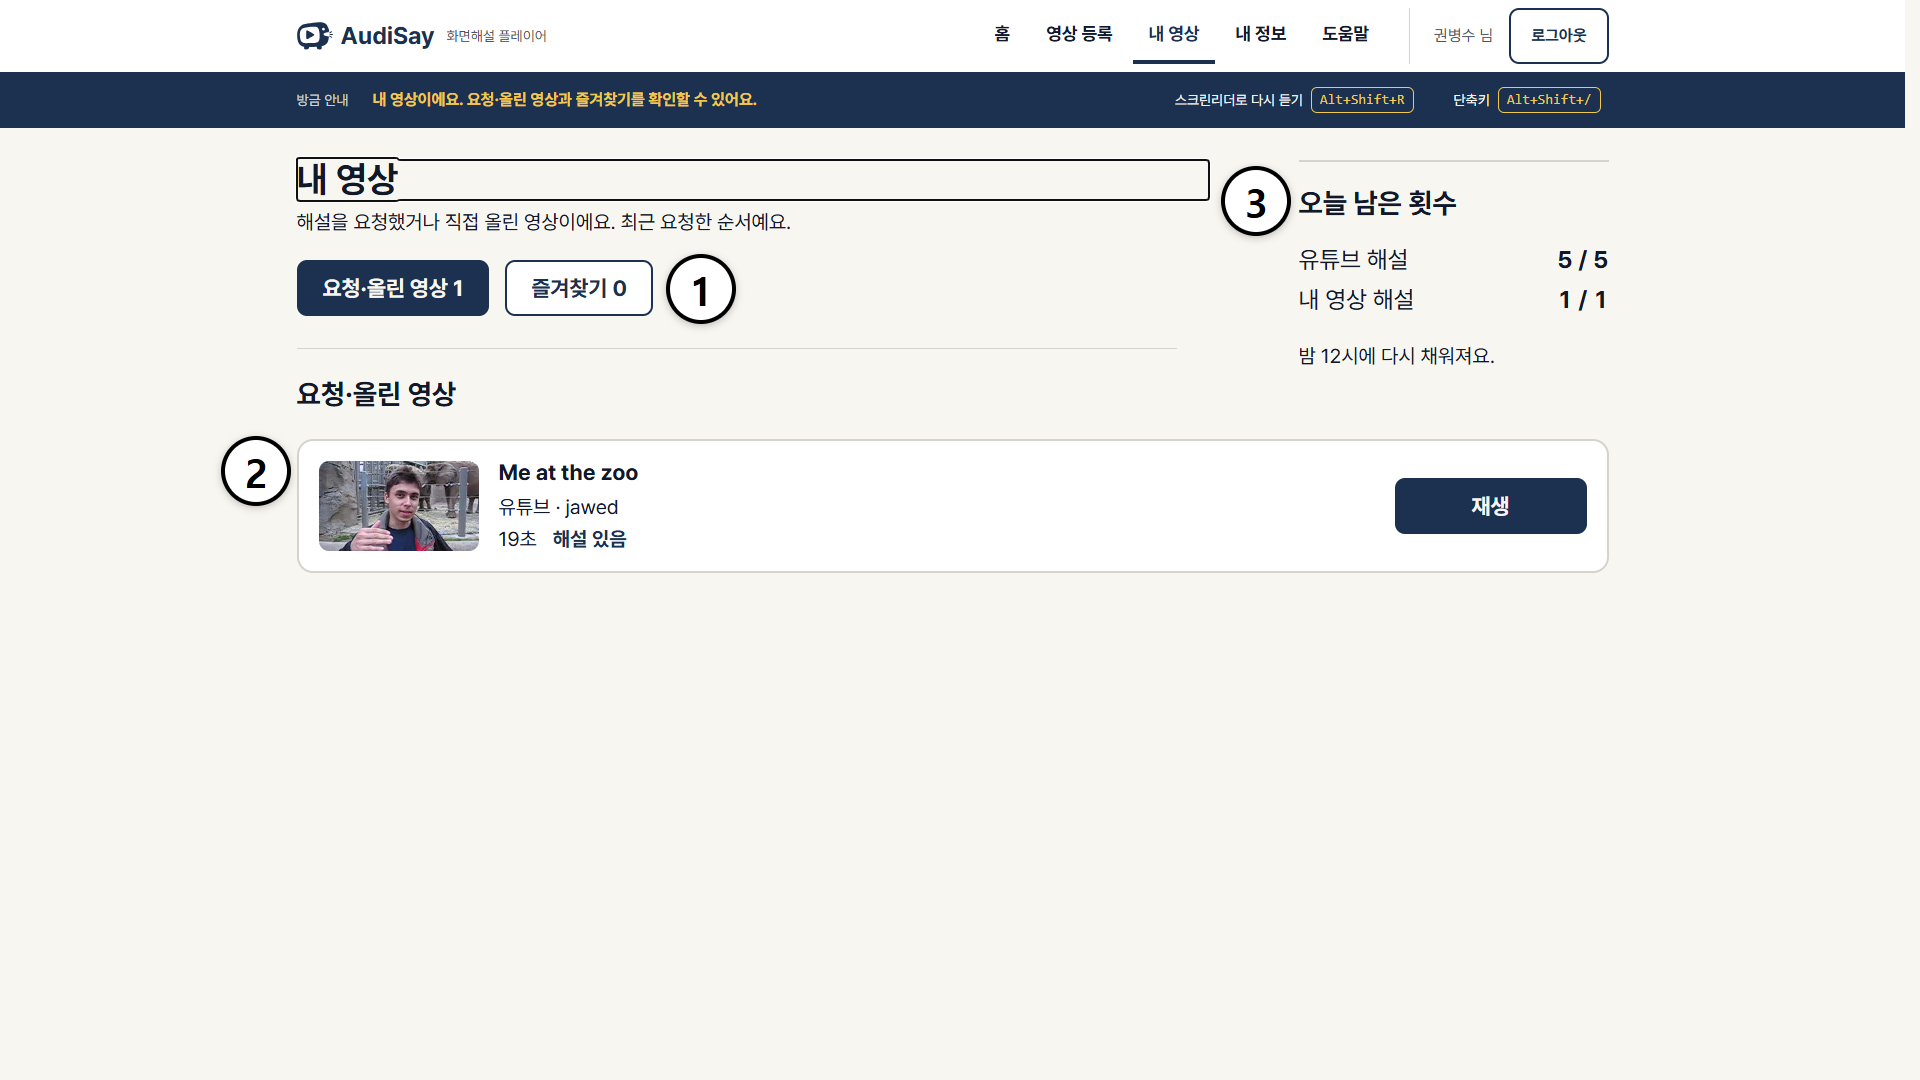 AudiSay 화면해설 플레이어
홈 영상 등록 내 영상 내 정보 도움말 권병수 님 로그아웃
방금 안내 내 영상이에요. 요청·올린 영상과 즐겨찾기를 확인할 수 있어요. 스크린리더로 다시 듣기 Alt+Shift+R 단축키 Alt+Shift+/
내 영상
해설을 요청했거나 직접 올린 영상이에요. 최근 요청한 순서예요.
요청·올린 영상 1 즐겨찾기 0 1
3 오늘 남은 횟수
유튜브 해설 5 / 5
내 영상 해설 1 / 1
밤 12시에 다시 채워져요.
요청·올린 영상
2
Me at the zoo
유튜브 · jawed
19초 해설 있음
재생